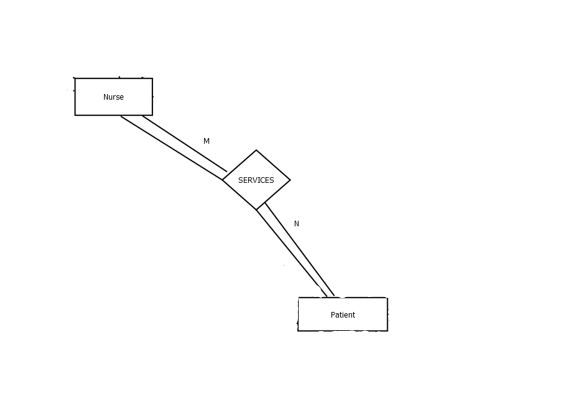 Nurse
M
SERVICES
N
Patient